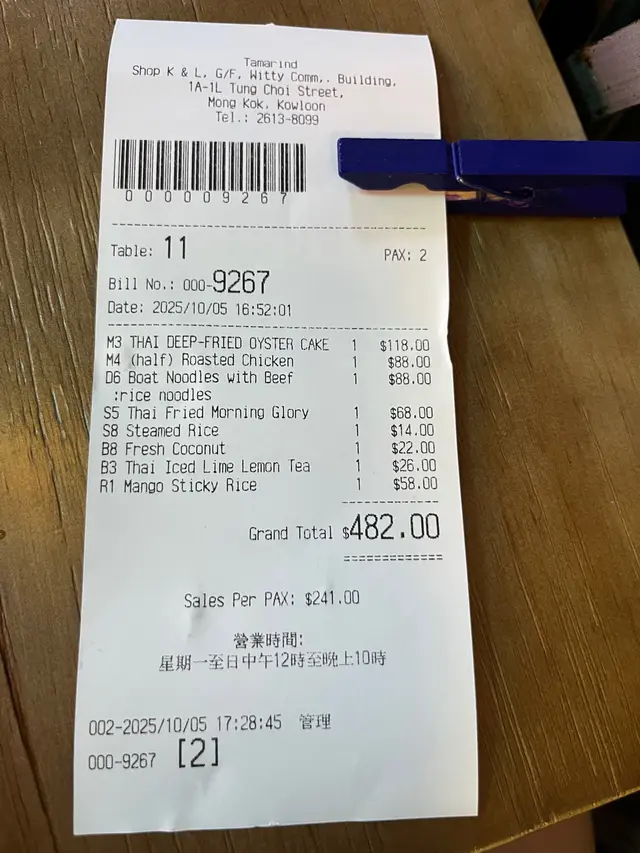 Tamarind
Shop K & L, G/F, Witty Comm,. Building,
1A-1L Tung Choi Street,
Mong Kok, Kowloon
Tel.: 2613-8099
000009267
Table: 11 PAX: 2
Bill No.: 000-9267
Date: 2025/10/05 16:52:01
M3 THAI DEEP-FRIED OYSTER CAKE 1 $118.00
M4 (half) Roasted Chicken 1 $88.00
D6 Boat Noodles with Beef 1 $88.00
:rice noodles
S5 Thai Fried Morning Glory 1 $68.00
S8 Steamed Rice 1 $14.00
B8 Fresh Coconut 1 $22.00
B3 Thai Iced Lime Lemon Tea 1 $26.00
R1 Mango Sticky Rice 1 $58.00
Grand Total $482.00
Sales Per PAX: $241.00
營業時間:
星期一至日中午12時至晚上10時
002-2025/10/05 17:28:45 管理
000-9267 [2]